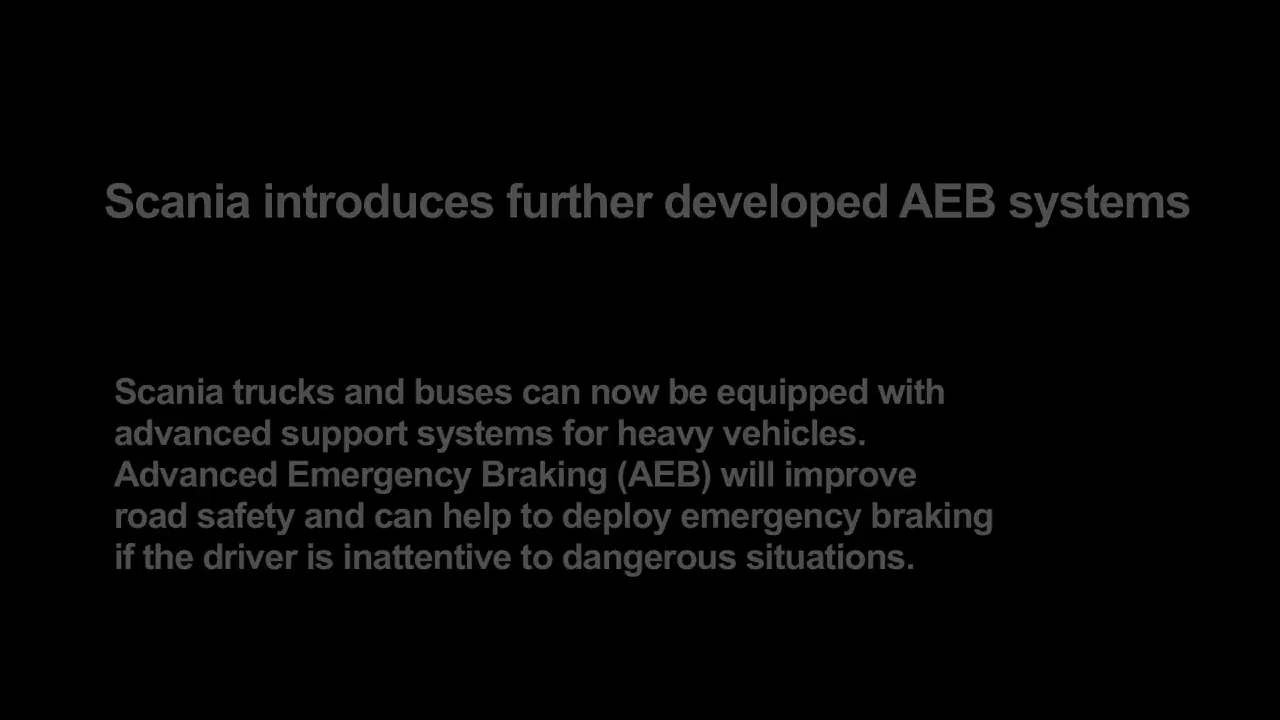 Scania introduces further developed AEB systems
Scania trucks and buses can now be equipped with
advanced support systems for heavy vehicles.
Advanced Emergency Braking (AEB) will improve
road safety and can help to deploy emergency braking
if the driver is inattentive to dangerous situations.